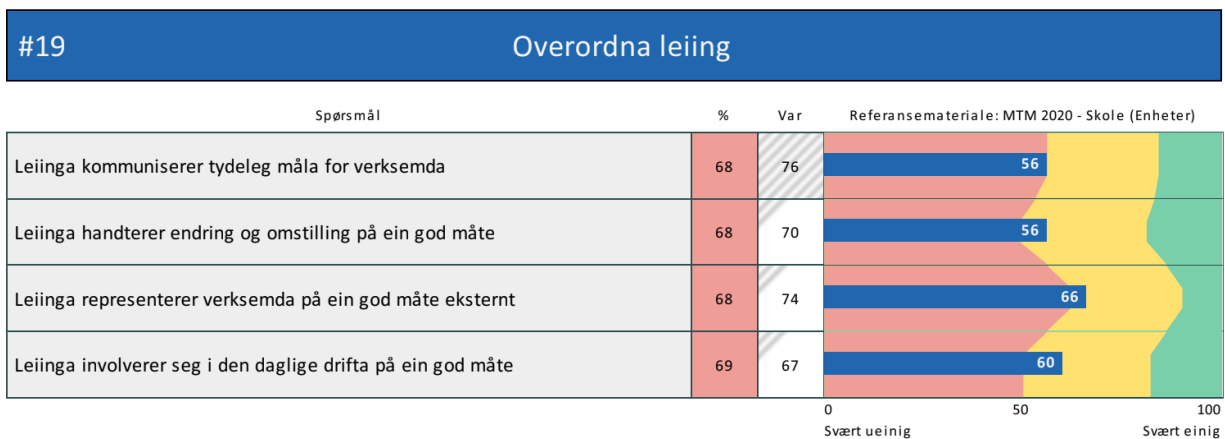 #19 Overordna leiing
Spørsmål % Var Referansemateriale: MTM 2020 - Skole (Enheter)
Leiinga kommuniserer tydeleg måla for verksemda 68 76 56
Leiinga handterer endring og omstilling på ein god måte 68 70 56
Leiinga representerer verksemda på ein god måte eksternt 68 74 66
Leiinga involverer seg i den daglige drifta på ein god måte 69 67 60
0 50 100
Svært ueinig Svært einig